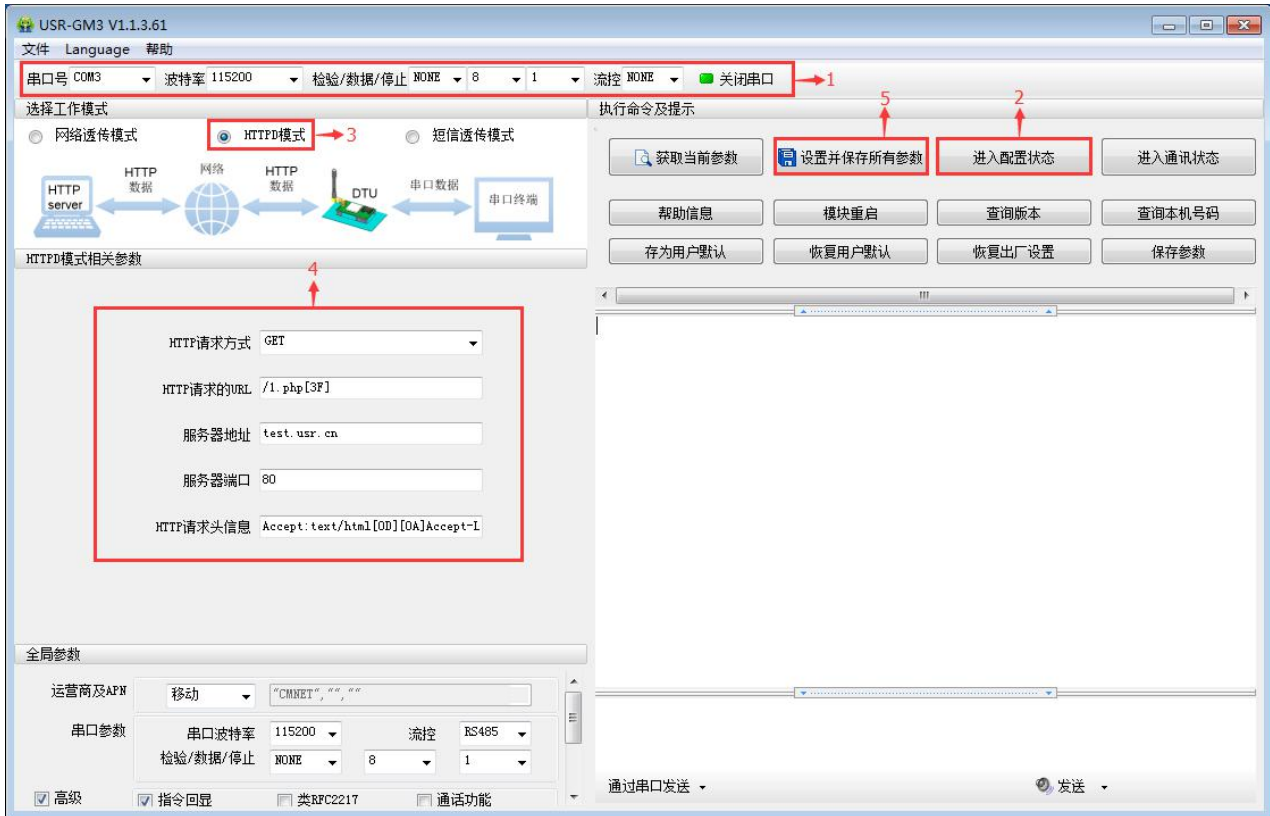 USR-GM3 V1.1.3.61
文件 Language 帮助
串口号 COM3 波特率 115200 检验/数据/停止 NONE 8 1 流控 NONE 关闭串口 1
选择工作模式
网络透传模式 HTTPD模式 3 短信透传模式
HTTP server HTTP 数据 网络 HTTP 数据 DTU 串口数据 串口终端
HTTPD模式相关参数
4
HTTP请求方式 GET
HTTP请求的URL /1.php[3F]
服务器地址 test.usr.cn
服务器端口 80
HTTP请求头信息 Accept:text/html[0D][0A]Accept-L
全局参数
运营商及APN 移动 "CMNET","",""
串口参数 串口波特率 115200 流控 RS485
检验/数据/停止 NONE 8 1
高级 指令回显 类RFC2217 通话功能
执行命令及提示
5 2
获取当前参数 设置并保存所有参数 进入配置状态 进入通讯状态
帮助信息 模块重启 查询版本 查询本机号码
存为用户默认 恢复用户默认 恢复出厂设置 保存参数
通过串口发送 发送